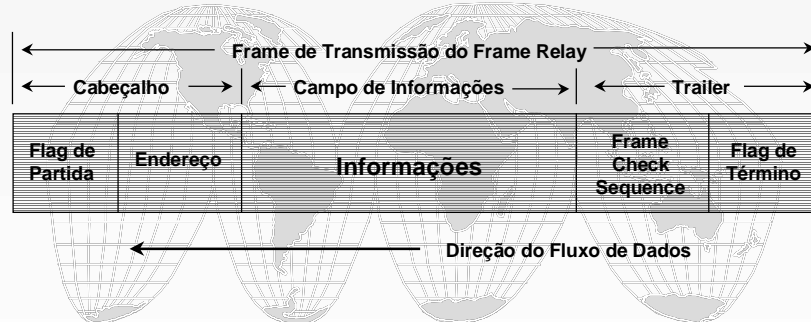 Frame de Transmissão do Frame Relay
Cabeçalho
Campo de Informações
Trailer
Flag de
Partida
Endereço
Informações
Frame
Check
Sequence
Flag de
Término
Direção do Fluxo de Dados